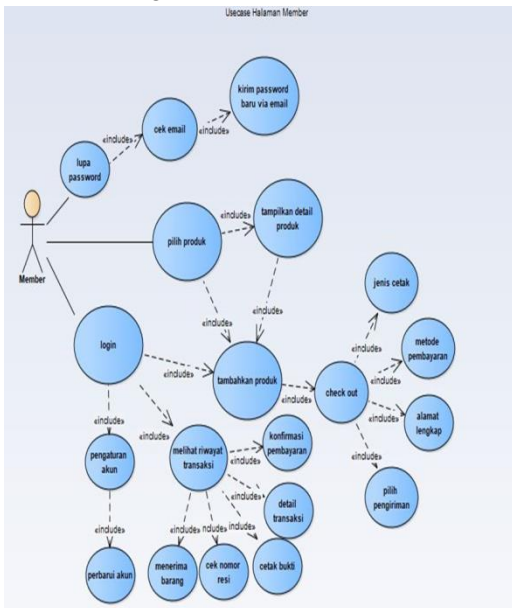 Usecase Halaman Member
kirim password
baru via email
«include»
cek email
«include»
lupa
password
Member
pilih produk
«include»
tampilkan detail
produk
«include»
«include»
login
«include»
tambahkan produk
«include»
check out
«include»
jenis cetak
«include»
metode
pembayaran
«include»
alamat
lengkap
«include»
pilih
pengiriman
«include»
pengaturan
akun
«include»
perbarui akun
«include»
melihat riwayat
transaksi
«include»
konfirmasi
pembayaran
«include»
detail
transaksi
«include»
ndude»
include»
menerima
barang
cek nomor
resi
cetak bukti